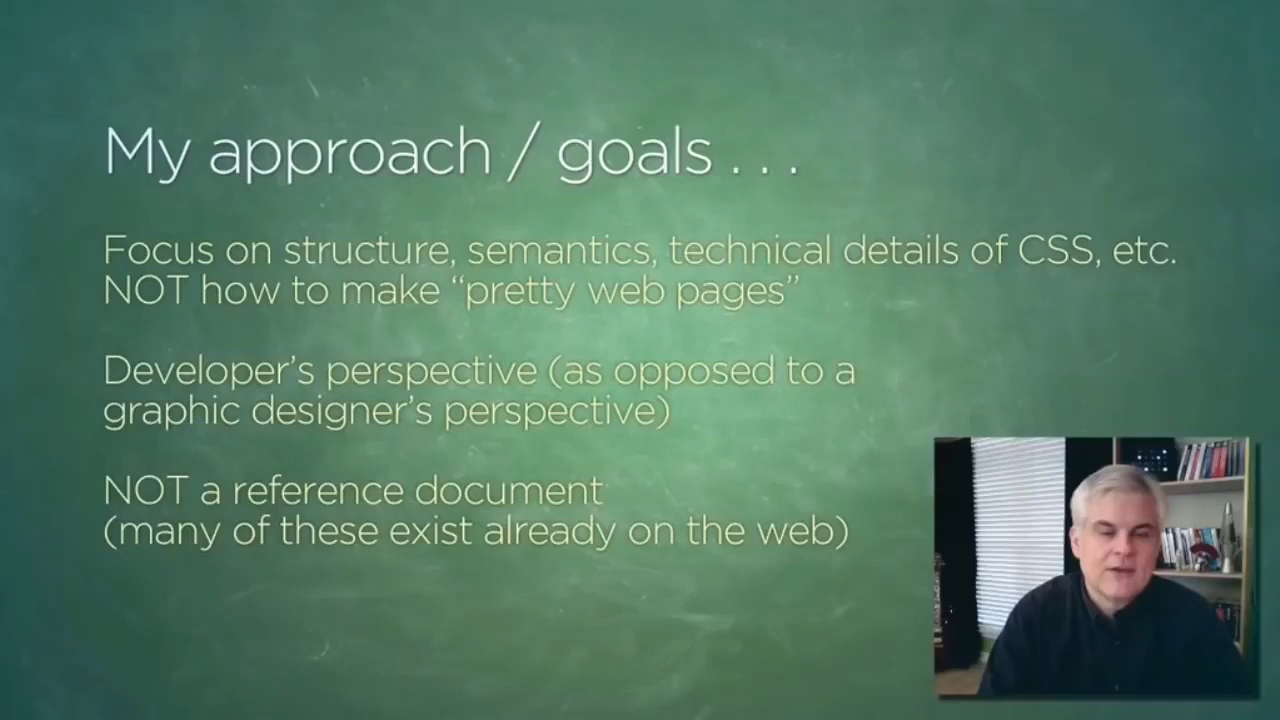 My approach / goals . . .
Focus on structure, semantics, technical details of CSS, etc.
NOT how to make “pretty web pages”
Developer’s perspective (as opposed to a
graphic designer’s perspective)
NOT a reference document
(many of these exist already on the web)